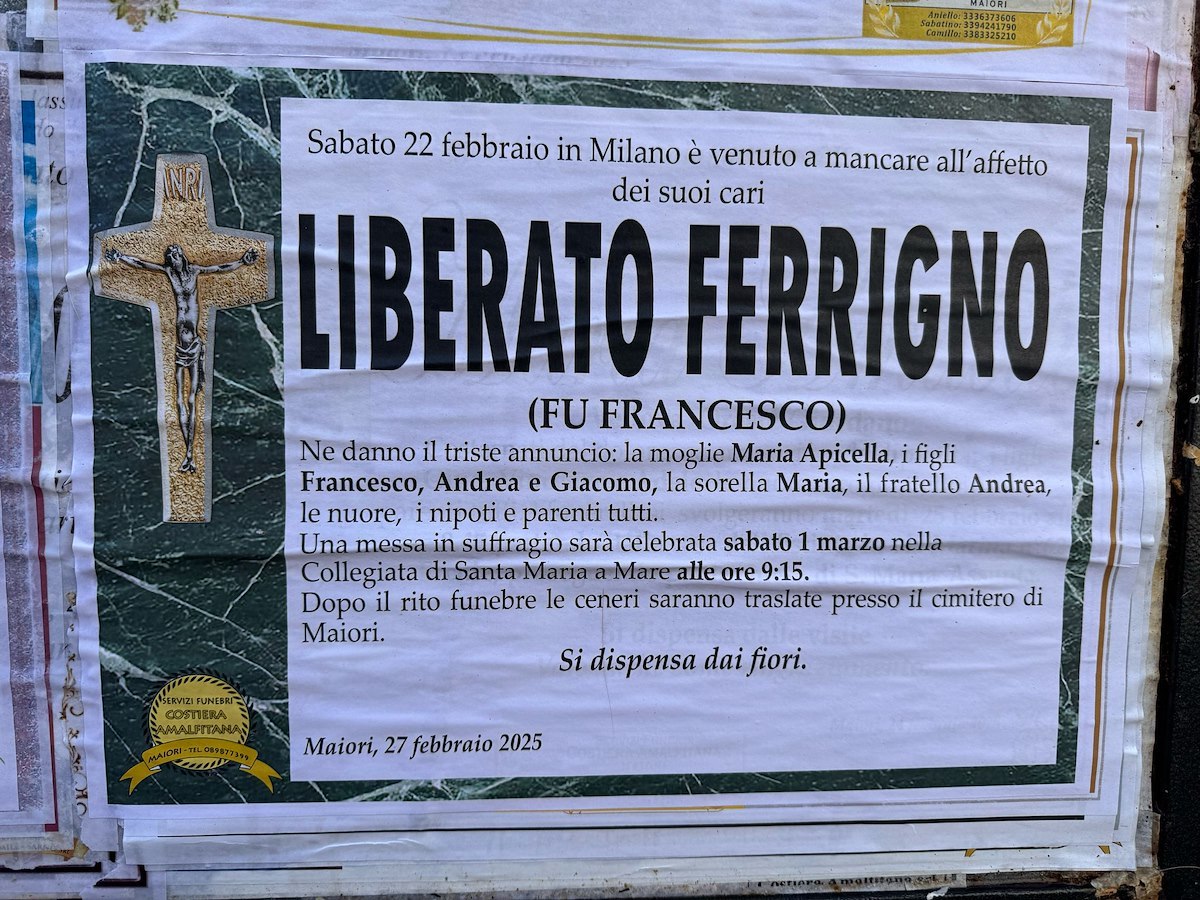 MAIORI
Aniello: 3336373606
Sabatino: 3394241790
Camillo: 3383325210
INRI
Sabato 22 febbraio in Milano è venuto a mancare all'affetto
dei suoi cari
LIBERATO FERRIGNO
(FU FRANCESCO)
Ne danno il triste annuncio: la moglie Maria Apicella, i figli
Francesco, Andrea e Giacomo, la sorella Maria, il fratello Andrea,
le nuore, i nipoti e parenti tutti.
Una messa in suffragio sarà celebrata sabato 1 marzo nella
Collegiata di Santa Maria a Mare alle ore 9:15.
Dopo il rito funebre le ceneri saranno traslate presso il cimitero di
Maiori.
Si dispensa dai fiori.
Maiori, 27 febbraio 2025
SERVIZI FUNEBRI
COSTIERA
AMALFITANA
MAIORI - TEL. 089877399